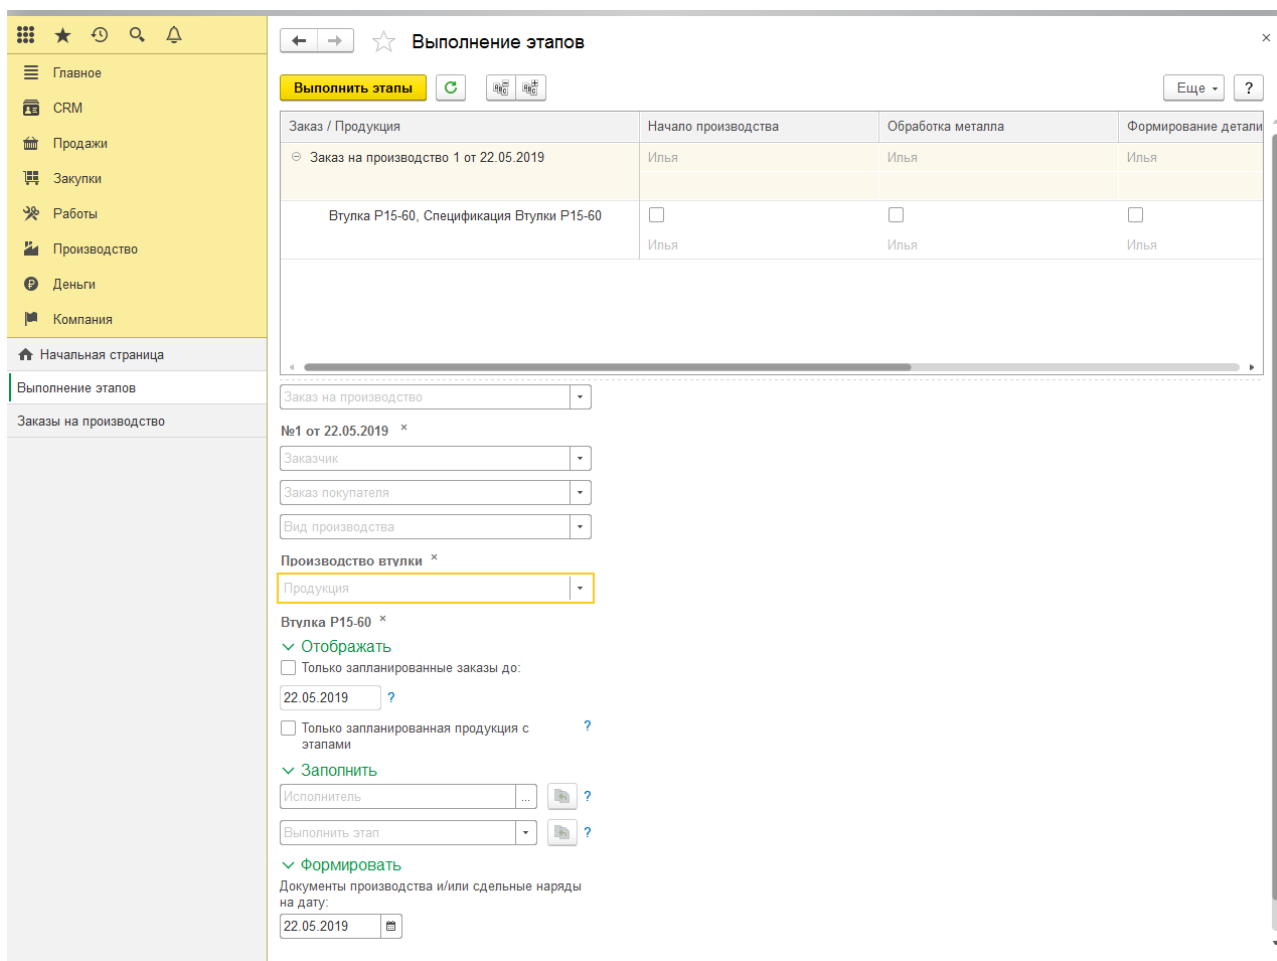 Выполнение этапов
Главное
CRM
Продажи
Закупки
Работы
Производство
Деньги
Компания
Начальная страница
Выполнение этапов
Заказы на производство
Выполнить этапы
Еще
?
Заказ / Продукция Начало производства Обработка металла Формирование детали
Заказ на производство 1 от 22.05.2019 Илья Илья Илья
Втулка Р15-60, Спецификация Втулки Р15-60
Илья Илья Илья
Заказ на производство
№1 от 22.05.2019 ×
Заказчик
Заказ покупателя
Вид производства
Производство втулки ×
Продукция
Втулка Р15-60 ×
Отображать
Только запланированные заказы до:
22.05.2019 ?
Только запланированная продукция с ?
этапами
Заполнить
Исполнитель ... ?
Выполнить этап ?
Формировать
Документы производства и/или сдельные наряды
на дату:
22.05.2019